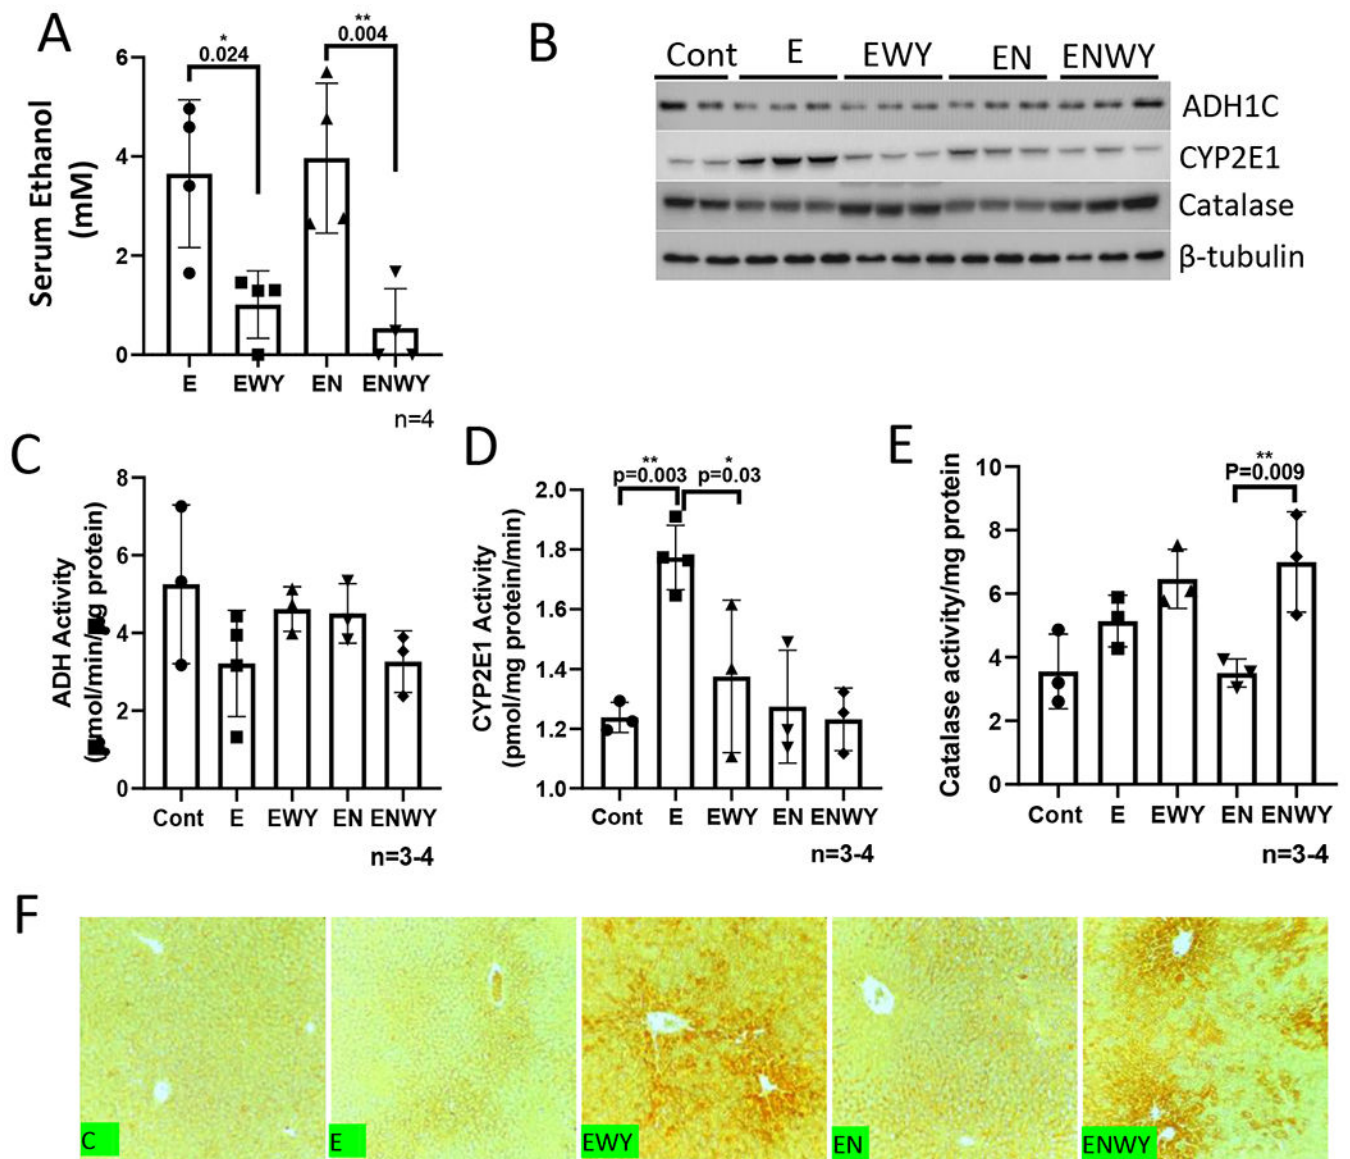 A
*
0.024
**
0.004
Serum Ethanol
(mM)
6
4
2
0
E EWY EN ENWY
n=4
B
Cont E EWY EN ENWY
ADH1C
CYP2E1
Catalase
β-tubulin
C
ADH Activity
mol/min/ g protein)
8
6
4
2
0
Cont E EWY EN ENWY
n=3-4
D
**
p=0.003
*
p=0.03
CYP2E1 Activity
(pmol/mg protein/min)
2.0
1.8
1.6
1.4
1.2
1.0
Cont E EWY EN ENWY
n=3-4
E
**
P=0.009
Catalase activity/mg protein
10
8
6
4
2
0
Cont E EWY EN ENWY
n=3-4
F
C
E
EWY
EN
ENWY